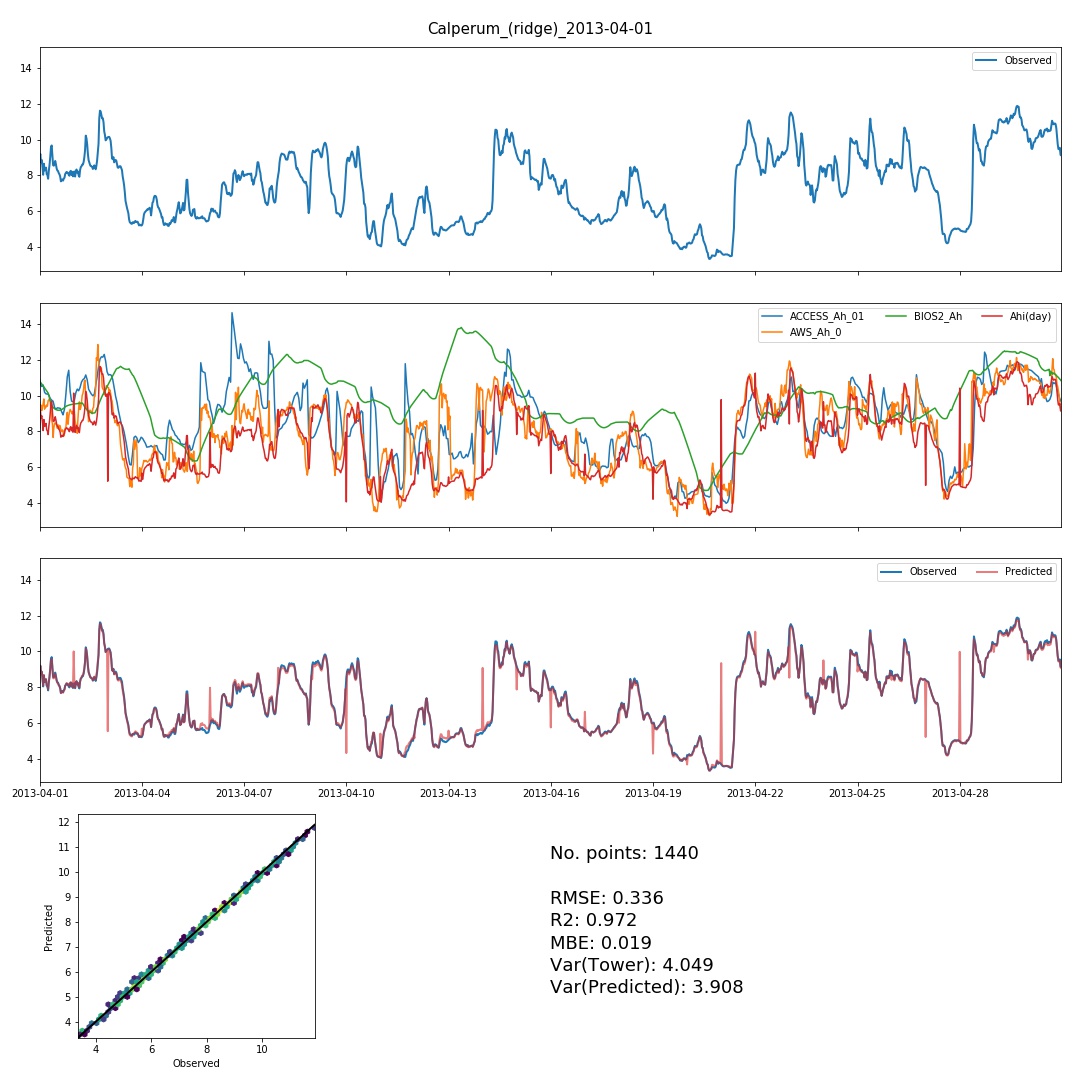 Calperum_(ridge)_2013-04-01
Observed
14
12
10
8
6
4
ACCESS_Ah_01 BIOS2_Ah Ahi(day)
AWS_Ah_0
14
12
10
8
6
4
Observed Predicted
14
12
10
8
6
4
2013-04-01 2013-04-04 2013-04-07 2013-04-10 2013-04-13 2013-04-16 2013-04-19 2013-04-22 2013-04-25 2013-04-28
12
11
10
9
8
7
6
5
4
Predicted
4 6 8 10
Observed
No. points: 1440
RMSE: 0.336
R2: 0.972
MBE: 0.019
Var(Tower): 4.049
Var(Predicted): 3.908